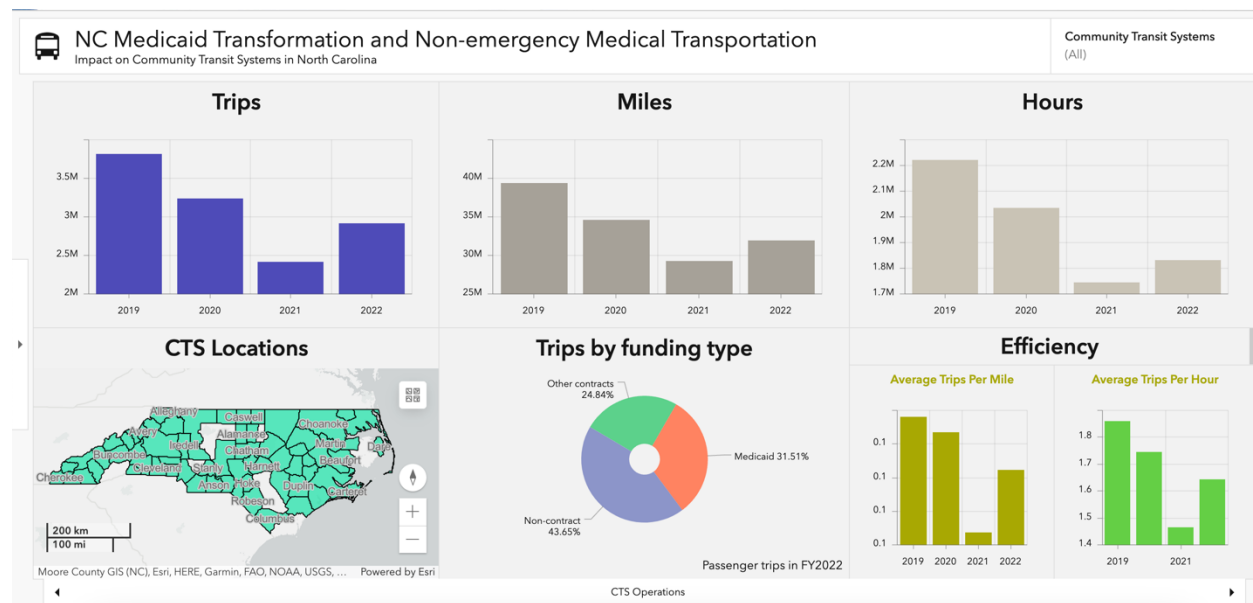 NC Medicaid Transformation and Non-emergency Medical Transportation
Impact on Community Transit Systems in North Carolina
Community Transit Systems
(All)
Trips
3.5M
3M
2.5M
2M
2019 2020 2021 2022
Miles
40M
35M
30M
25M
2019 2020 2021 2022
Hours
2.2M
2.1M
2M
1.9M
1.8M
1.7M
2019 2020 2021 2022
CTS Locations
Alleghany
Caswell
Choanoke
Avery
Alamance
Iredell
Martin
Dare
Buncombe
Chatham
Beaufort
Cleveland
Stanly
Harnett
Cherokee
Anson
Hoke
Duplin
Carteret
Robeson
Columbus
200 km
100 mi
Moore County GIS (NC), Esri, HERE, Garmin, FAO, NOAA, USGS, ...
Powered by Esri
Trips by funding type
Other contracts
24.84%
Medicaid 31.51%
Non-contract
43.65%
Passenger trips in FY2022
Efficiency
Average Trips Per Mile
0.1
0.1
0.1
0.1
2019 2020 2021 2022
Average Trips Per Hour
1.8
1.7
1.6
1.5
1.4
2019 2021
CTS Operations